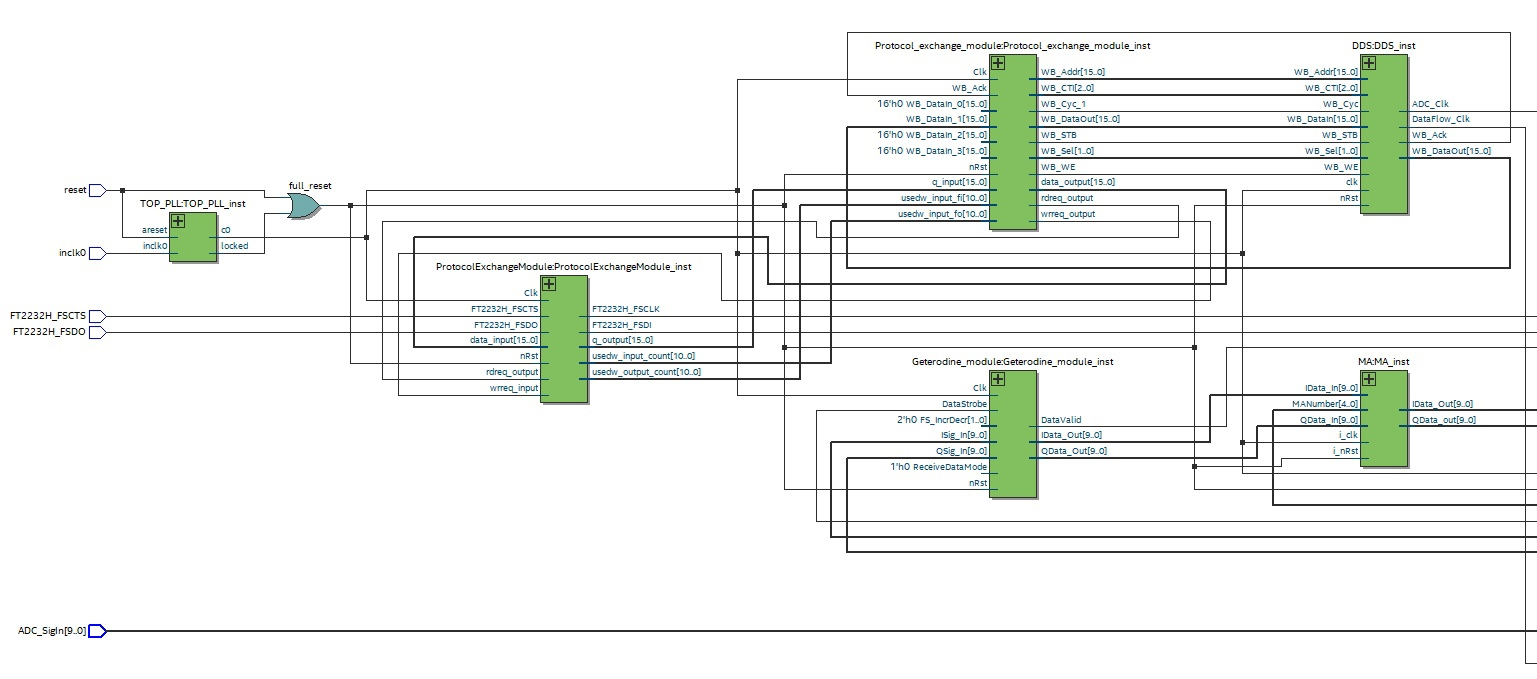 reset
inclk0
FT2232H_FSCTS
FT2232H_FSDO
ADC_SigIn[9..0]
TOP_PLL:TOP_PLL_inst
areset
inclk0
c0
locked
full_reset
ProtocolExchangeModule:ProtocolExchangeModule_inst
Clk
FT2232H_FSCTS
FT2232H_FSDO
data_input[15..0]
nRst
rdreq_output
wrreq_input
FT2232H_FSCLK
FT2232H_FSDI
q_output[15..0]
usedw_input_count[10..0]
usedw_output_count[10..0]
Protocol_exchange_module:Protocol_exchange_module_inst
Clk
WB_Ack
16'h0 WB_DataIn_0[15..0]
WB_DataIn_1[15..0]
16'h0 WB_DataIn_2[15..0]
16'h0 WB_DataIn_3[15..0]
nRst
q_input[15..0]
usedw_input_fi[10..0]
usedw_input_fo[10..0]
WB_Addr[15..0]
WB_CTI[2..0]
WB_Cyc_1
WB_DataOut[15..0]
WB_STB
WB_Sel[1..0]
WB_WE
data_output[15..0]
rdreq_output
wrreq_output
DDS:DDS_inst
WB_Addr[15..0]
WB_CTI[2..0]
WB_Cyc
WB_DataIn[15..0]
WB_STB
WB_Sel[1..0]
WB_WE
clk
nRst
ADC_Clk
DataFlow_Clk
WB_Ack
WB_DataOut[15..0]
Geterodine_module:Geterodine_module_inst
Clk
DataStrobe
2'h0 FS_IncrDecr[1..0]
ISig_In[9..0]
QSig_In[9..0]
1'h0 ReceiveDataMode
nRst
DataValid
IData_Out[9..0]
QData_Out[9..0]
MA:MA_inst
IData_In[9..0]
MANumber[4..0]
QData_In[9..0]
i_clk
i_nRst
IData_Out[9..0]
QData_out[9..0]